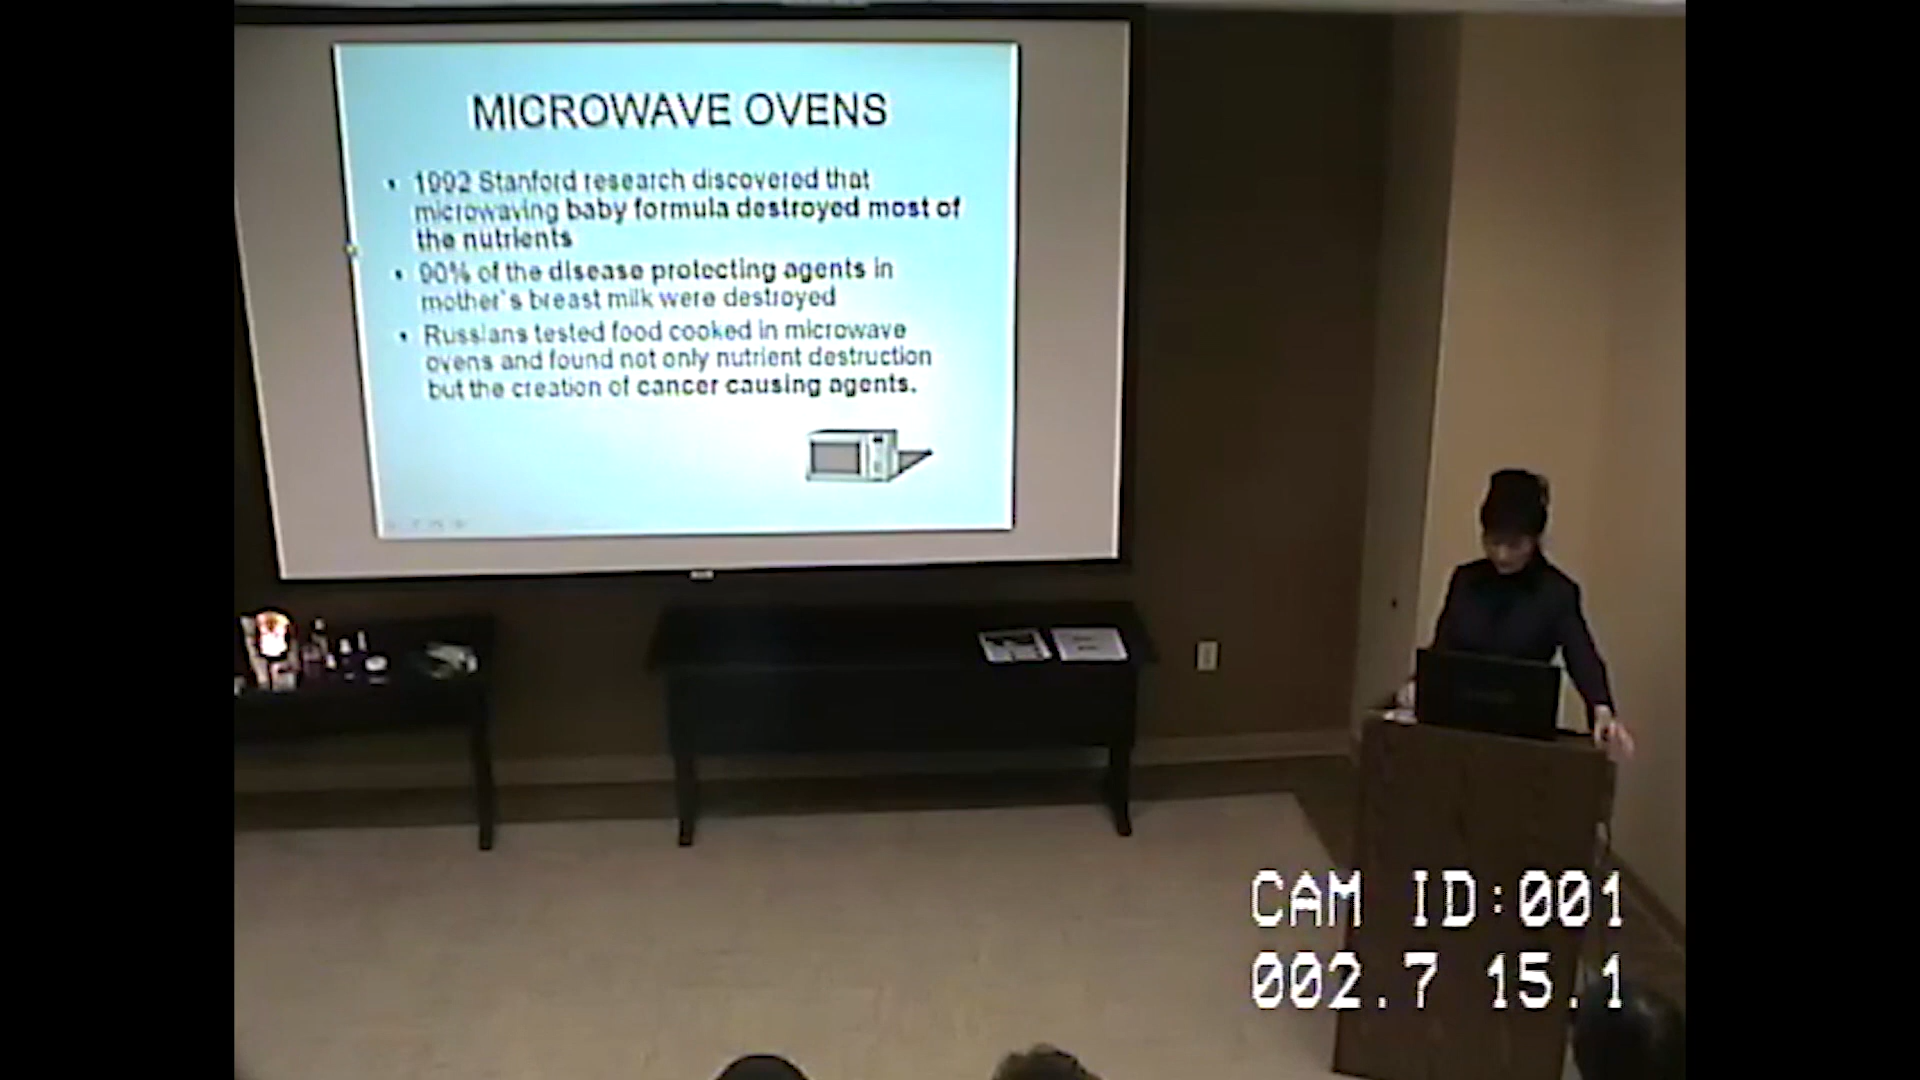 MICROWAVE OVENS
• 1992 Stanford research discovered that
microwaving baby formula destroyed most of
the nutrients
• 90% of the disease protecting agents in
mother's breast milk were destroyed
• Russians tested food cooked in microwave
ovens and found not only nutrient destruction
but the creation of cancer causing agents.
CAM ID:001
002.7 15.1